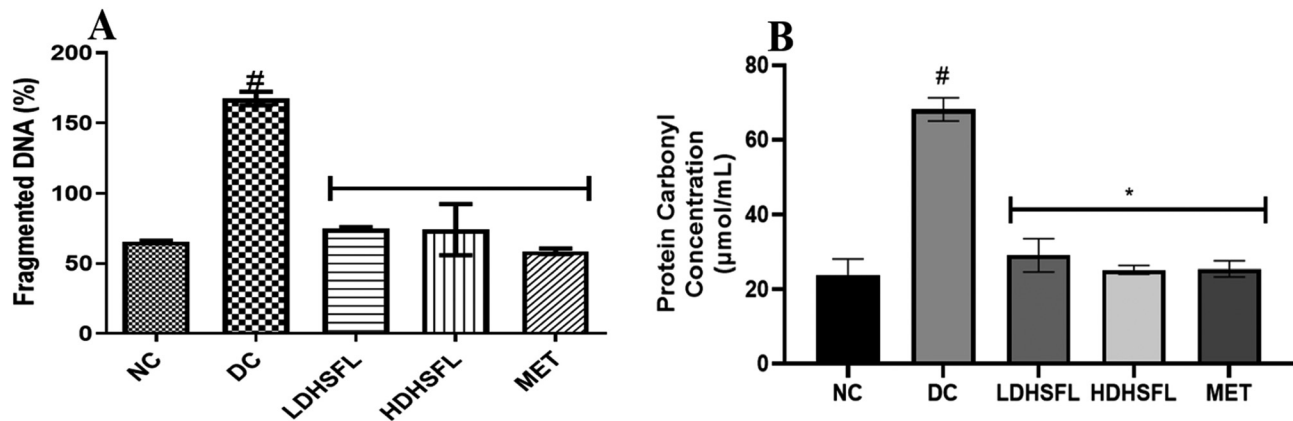 A
Fragmented DNA (%)
200
150
100
50
0
#
NC
DC
LDHSFL
HDHSFL
MET
B
Protein Carbonyl
Concentration
(µmol/mL)
80
60
40
20
0
#
*
NC
DC
LDHSFL
HDHSFL
MET